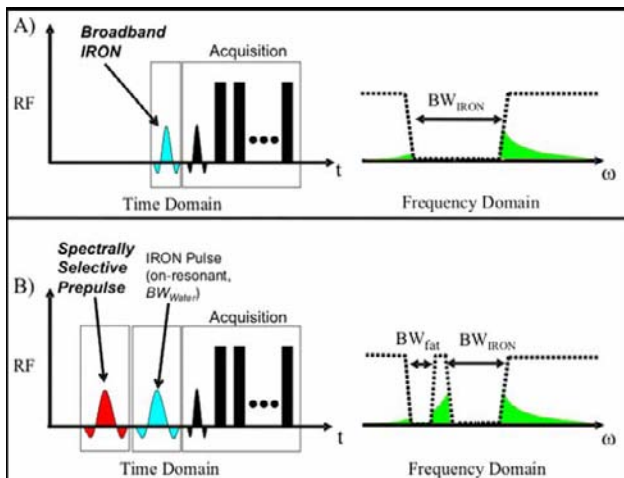 A)
Broadband
IRON
Acquisition
RF
t
Time Domain
BW_IRON
ω
Frequency Domain
B)
Spectrally
Selective
Prepulse
IRON Pulse
(on-resonant,
BW_Water)
Acquisition
RF
t
Time Domain
BW_fat
BW_IRON
ω
Frequency Domain